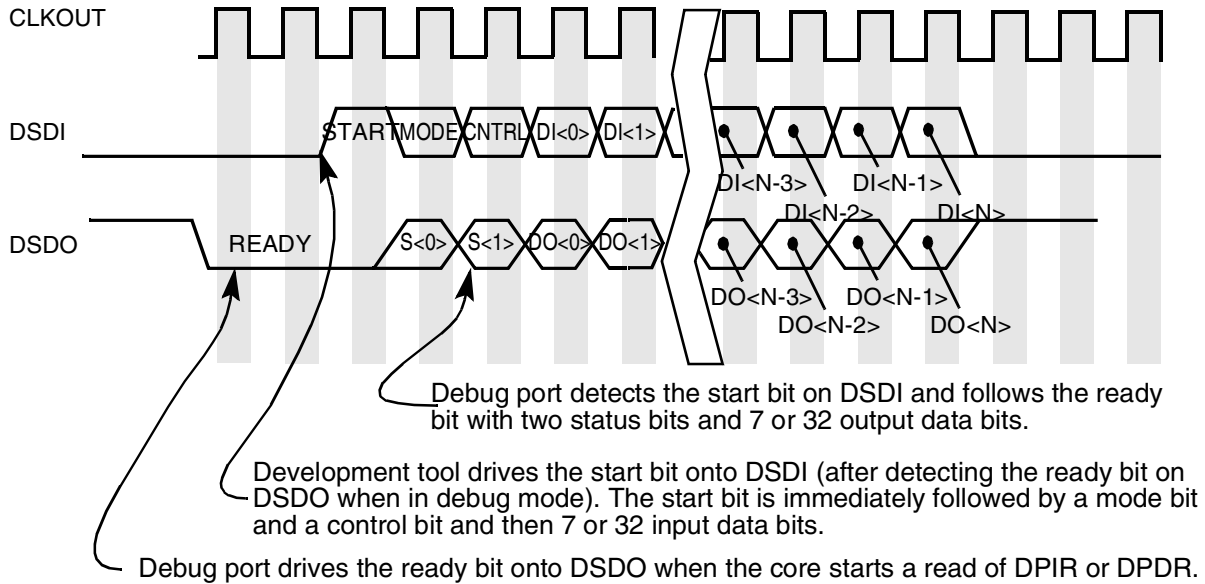 CLKOUT
DSDI
START MODE CNTRL DI<0> DI<1>
DI<N-3> DI<N-1>
DI<N-2> DI<N>
DSDO
READY S<0> S<1> DO<0> DO<1>
DO<N-3> DO<N-1>
DO<N-2> DO<N>
Debug port detects the start bit on DSDI and follows the ready
bit with two status bits and 7 or 32 output data bits.
Development tool drives the start bit onto DSDI (after detecting the ready bit on
DSDO when in debug mode). The start bit is immediately followed by a mode bit
and a control bit and then 7 or 32 input data bits.
Debug port drives the ready bit onto DSDO when the core starts a read of DPIR or DPDR.